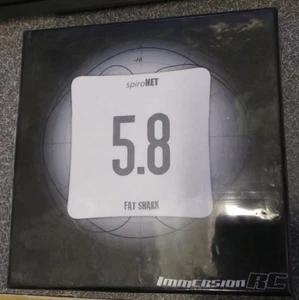 spiroNET
5.8
FAT SHARK
ImmersionRC